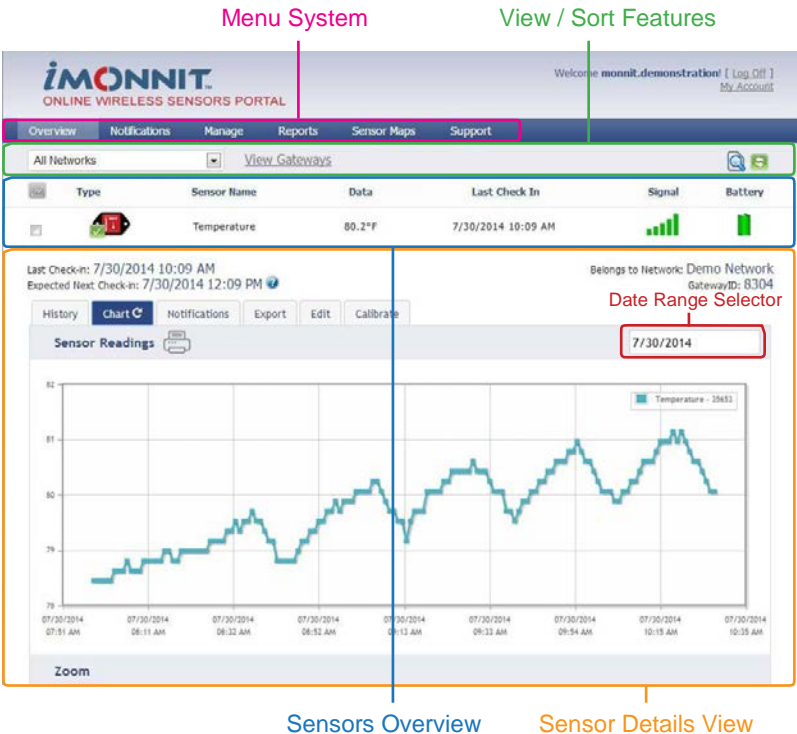 Menu System
View / Sort Features
iMONNIT™
ONLINE WIRELESS SENSORS PORTAL
Welcome monnit.demonstration! [ Log Off ]
My Account
Overview Notifications Manage Reports Sensor Maps Support
All Networks View Gateways
Type Sensor Name Data Last Check In Signal Battery
Temperature 80.2°F 7/30/2014 10:09 AM
Last Check-in: 7/30/2014 10:09 AM
Belongs to Network: Demo Network
Expected Next Check-in: 7/30/2014 12:09 PM ?
GatewayID: 8304
Date Range Selector
History Chart Notifications Export Edit Calibrate
Sensor Readings
7/30/2014
82
Temperature - 25653
81
80
79
79
07/30/2014 07/30/2014 07/30/2014 07/30/2014 07/30/2014 07/30/2014 07/30/2014 07/30/2014 07/30/2014
07:51 AM 08:11 AM 08:32 AM 08:52 AM 09:13 AM 09:33 AM 09:54 AM 10:15 AM 10:35 AM
Zoom
Sensors Overview
Sensor Details View